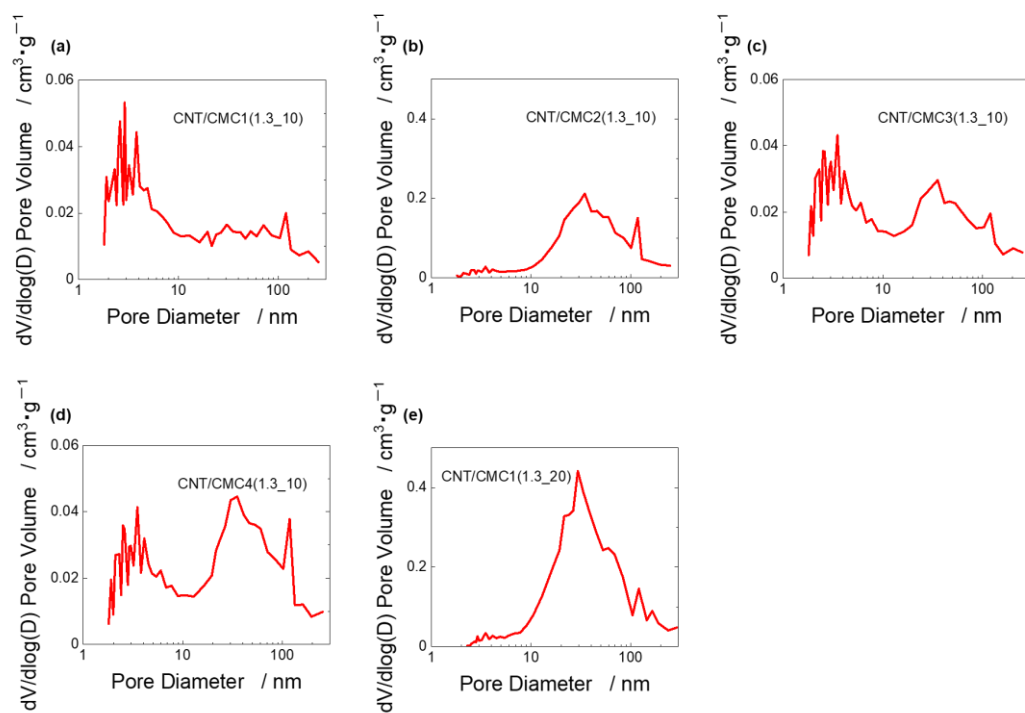 (a)
dV/dlog(D) Pore Volume / cm³•g⁻¹
0.06
0.04
0.02
0
CNT/CMC1(1.3_10)
1
10
100
Pore Diameter / nm
(b)
dV/dlog(D) Pore Volume / cm³•g⁻¹
0.4
0.2
0
CNT/CMC2(1.3_10)
1
10
100
Pore Diameter / nm
(c)
dV/dlog(D) Pore Volume / cm³•g⁻¹
0.06
0.04
0.02
0
CNT/CMC3(1.3_10)
1
10
100
Pore Diameter / nm
(d)
dV/dlog(D) Pore Volume / cm³•g⁻¹
0.06
0.04
0.02
0
CNT/CMC4(1.3_10)
1
10
100
Pore Diameter / nm
(e)
dV/dlog(D) Pore Volume / cm³•g⁻¹
0.4
0.2
0
CNT/CMC1(1.3_20)
1
10
100
Pore Diameter / nm